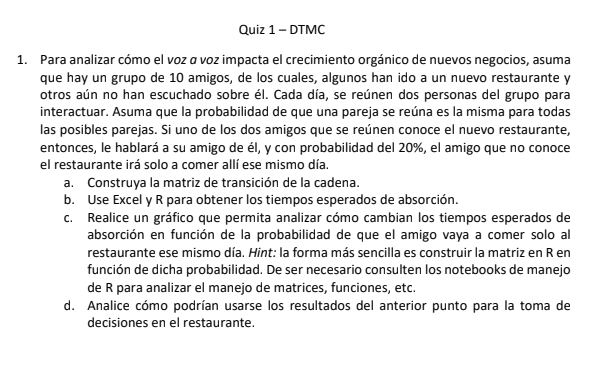 Quiz 1 – DTMC
1. Para analizar cómo el voz a voz impacta el crecimiento orgánico de nuevos negocios, asuma
que hay un grupo de 10 amigos, de los cuales, algunos han ido a un nuevo restaurante y
otros aún no han escuchado sobre él. Cada día, se reúnen dos personas del grupo para
interactuar. Asuma que la probabilidad de que una pareja se reúna es la misma para todas
las posibles parejas. Si uno de los dos amigos que se reúnen conoce el nuevo restaurante,
entonces, le hablará a su amigo de él, y con probabilidad del 20%, el amigo que no conoce
el restaurante irá solo a comer allí ese mismo día.
a. Construya la matriz de transición de la cadena.
b. Use Excel y R para obtener los tiempos esperados de absorción.
c. Realice un gráfico que permita analizar cómo cambian los tiempos esperados de
absorción en función de la probabilidad de que el amigo vaya a comer solo al
restaurante ese mismo día. Hint: la forma más sencilla es construir la matriz en R en
función de dicha probabilidad. De ser necesario consulten los notebooks de manejo
de R para analizar el manejo de matrices, funciones, etc.
d. Analice cómo podrían usarse los resultados del anterior punto para la toma de
decisiones en el restaurante.